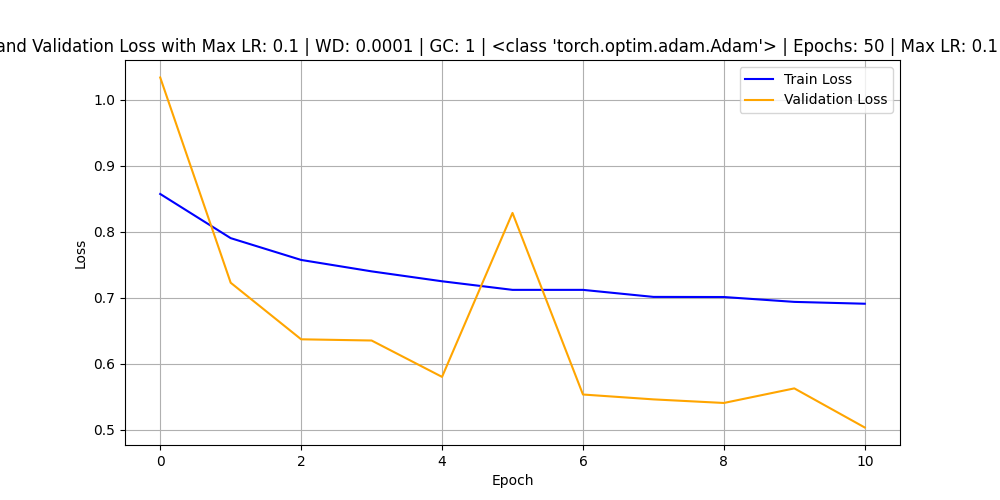 and Validation Loss with Max LR: 0.1 | WD: 0.0001 | GC: 1 | <class 'torch.optim.adam.Adam'> | Epochs: 50 | Max LR: 0.1
Train Loss
Validation Loss
1.0
0.9
0.8
0.7
0.6
0.5
Loss
0 2 4 6 8 10
Epoch